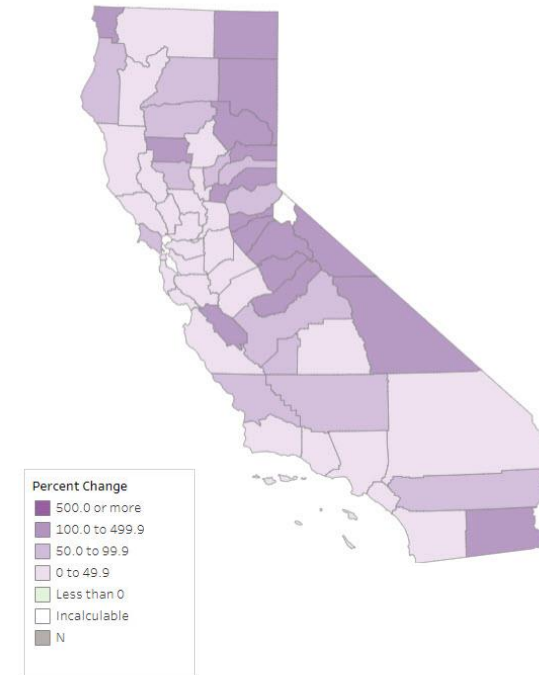 Percent Change
500.0 or more
100.0 to 499.9
50.0 to 99.9
0 to 49.9
Less than 0
Incalculable
N